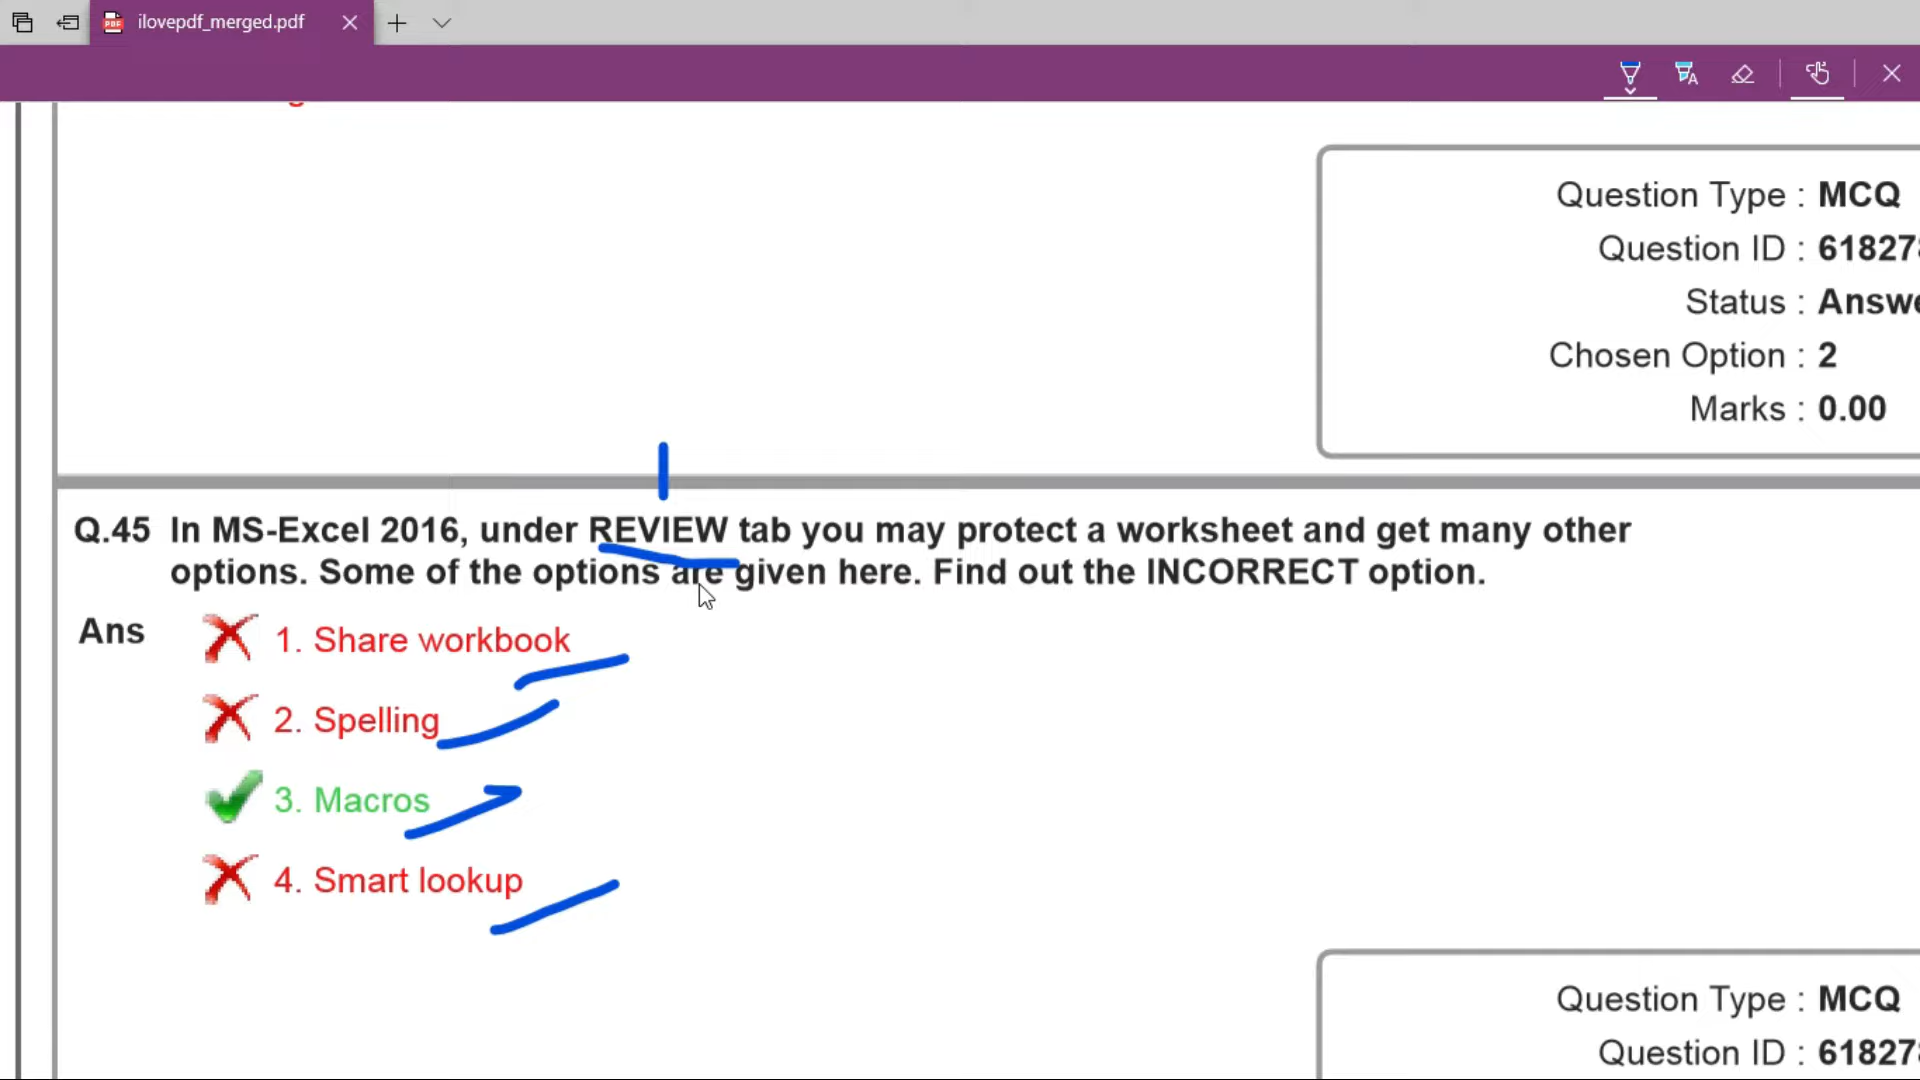 ilovepdf_merged.pdf
Question Type : MCQ
Question ID : 618278
Status : Answe
Chosen Option : 2
Marks : 0.00
Q.45 In MS-Excel 2016, under REVIEW tab you may protect a worksheet and get many other
options. Some of the options are given here. Find out the INCORRECT option.
Ans
1. Share workbook
2. Spelling
3. Macros
4. Smart lookup
Question Type : MCQ
Question ID : 618278